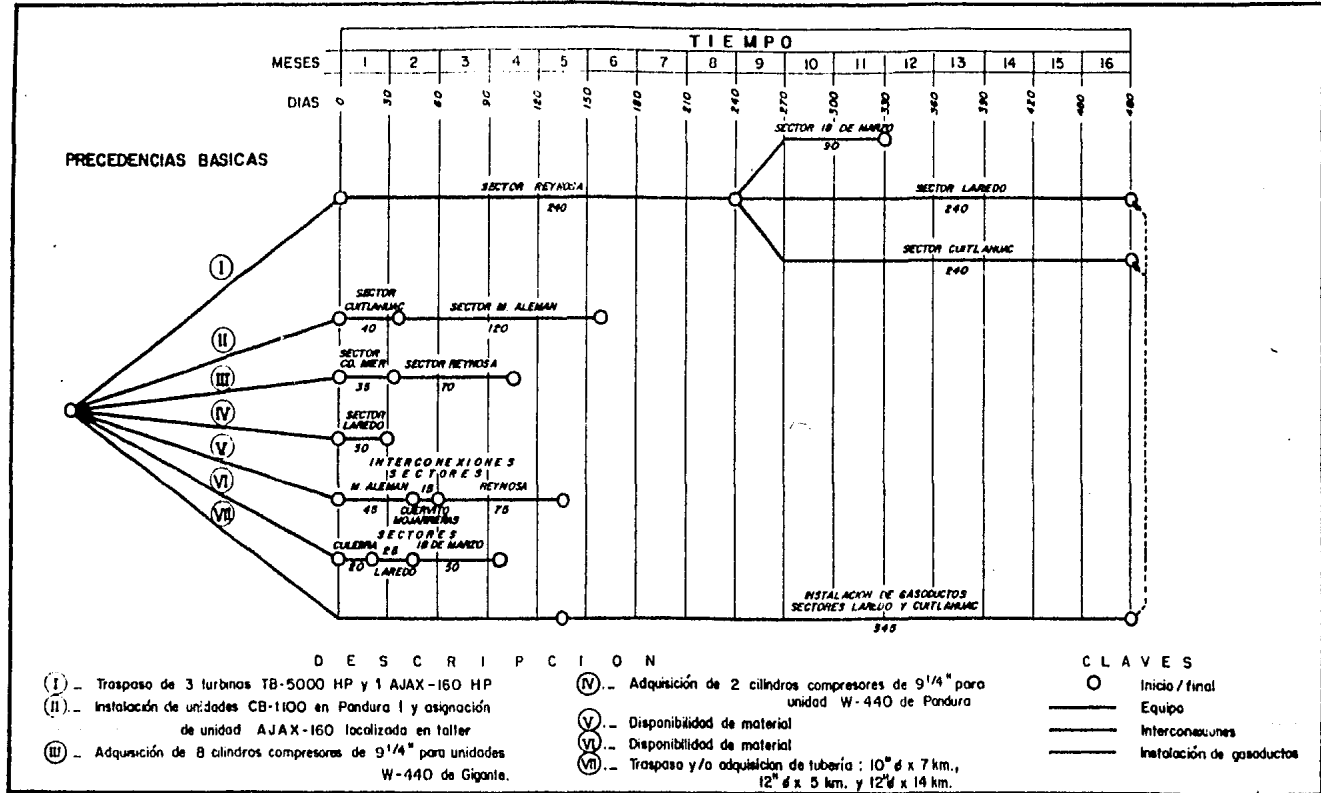 TIEMPO
MESES 1 2 3 4 5 6 7 8 9 10 11 12 13 14 15 16
DIAS 0 30 60 90 120 150 180 210 240 270 300 330 360 390 420 460 480
PRECEDENCIAS BASICAS
SECTOR 18 DE MARZO
90
SECTOR REYNOSA
240
SECTOR LAREDO
240
SECTOR CUITLAHUAC
240
I
SECTOR
CUITLAHUAC
40
SECTOR M. ALEMAN
120
II
SECTOR
CD. MIER
35
SECTOR REYNOSA
70
III
SECTOR
LAREDO
30
IV
INTERCONEXIONES
SECTORES
M. ALEMAN
45
15
CUERVITO
MOJARRERAS
REYNOSA
75
V
SECTORES
CULEBRA
20
25
LAREDO
18 DE MARZO
50
VI
VII
INSTALACION DE GASODUCTOS
SECTORES LAREDO Y CUITLAHUAC
345
DESCRIPCION
I _ Traspaso de 3 turbinas TB-5000 HP y 1 AJAX-160 HP
II _ Instalación de unidades CB-1100 en Pandura I y asignación
de unidad AJAX-160 localizada en taller
III _ Adquisición de 8 cilindros compresores de 9 1/4" para unidades
W-440 de Gigante.
IV _ Adquisición de 2 cilindros compresores de 9 1/4" para
unidad W-440 de Pandura
V _ Disponibilidad de material
VI _ Disponibilidad de material
VII _ Traspaso y/o adquisicion de tubería : 10" ø x 7 km.,
12" ø x 5 km. y 12" ø x 14 km.
CLAVES
Inicio / final
Equipo
Interconexiones
Instalación de gasoductos